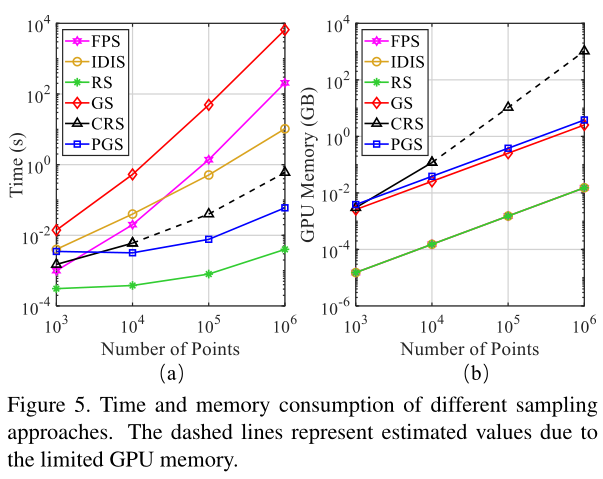 10^4
10^2
10^0
10^-2
10^-4
Time (s)
FPS
IDIS
RS
GS
CRS
PGS
10^3 10^4 10^5 10^6
Number of Points
(a)
10^4
10^2
10^0
10^-2
10^-4
10^-6
GPU Memory (GB)
FPS
IDIS
RS
GS
CRS
PGS
10^3 10^4 10^5 10^6
Number of Points
(b)
Figure 5. Time and memory consumption of different sampling
approaches. The dashed lines represent estimated values due to
the limited GPU memory.